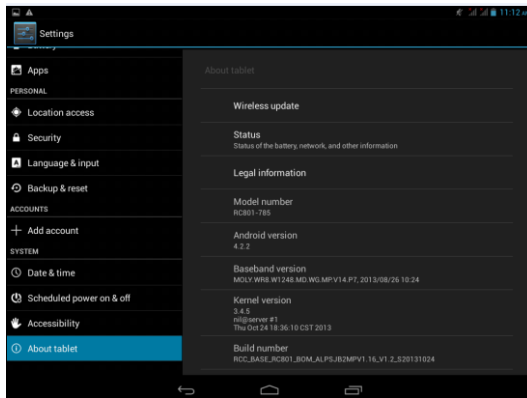 11:12 AM
Settings
Battery
Apps
PERSONAL
Location access
Security
Language & input
Backup & reset
ACCOUNTS
Add account
SYSTEM
Date & time
Scheduled power on & off
Accessibility
About tablet
About tablet
Wireless update
Status
Status of the battery, network, and other information
Legal information
Model number
RC801-785
Android version
4.2.2
Baseband version
MOLY.WR8.W1248.MD.WG.MP.V14.P7, 2013/08/26 10:24
Kernel version
3.4.5
nil@server #1
Thu Oct 24 18:36:10 CST 2013
Build number
RCC_BASE_RC801_BOM_ALPSJB2MPV1.16_V1.2_S20131024